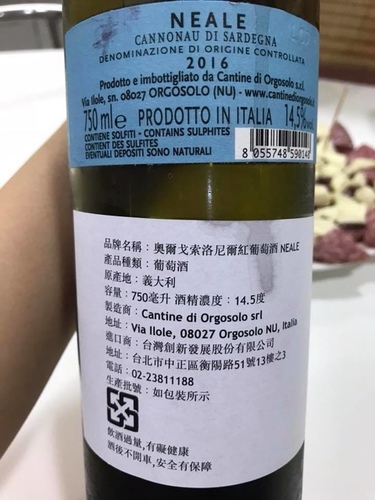 NEALE
CANNONAU DI SARDEGNA
DENOMINAZIONE DI ORIGINE CONTROLLATA
2016
Prodotto e imbottigliato da Cantine di Orgosolo s.r.l.
Via Ilole, sn. 08027 ORGOSOLO (NU) - www.cantinediorgosolo.it
750 ml e PRODOTTO IN ITALIA 14,5%vol
CONTIENE SOLFITI - CONTAINS SULPHITES
CONTIENT DES SULFITES
EVENTUALI DEPOSITI SONO NATURALI
8 055748 590148
品牌名稱：奧爾戈索洛尼爾紅葡萄酒 NEALE
產品種類：葡萄酒
原產地：義大利
容量：750毫升 酒精濃度：14.5度
製造商：Cantine di Orgosolo srl
地址：Via Ilole, 08027 Orgosolo NU, Italia
進口商：台灣創新發展股份有限公司
地址：台北市中正區衡陽路51號13樓之3
電話：02-23811188
生產批號：如包裝所示
飲酒過量,有礙健康
酒後不開車,安全有保障